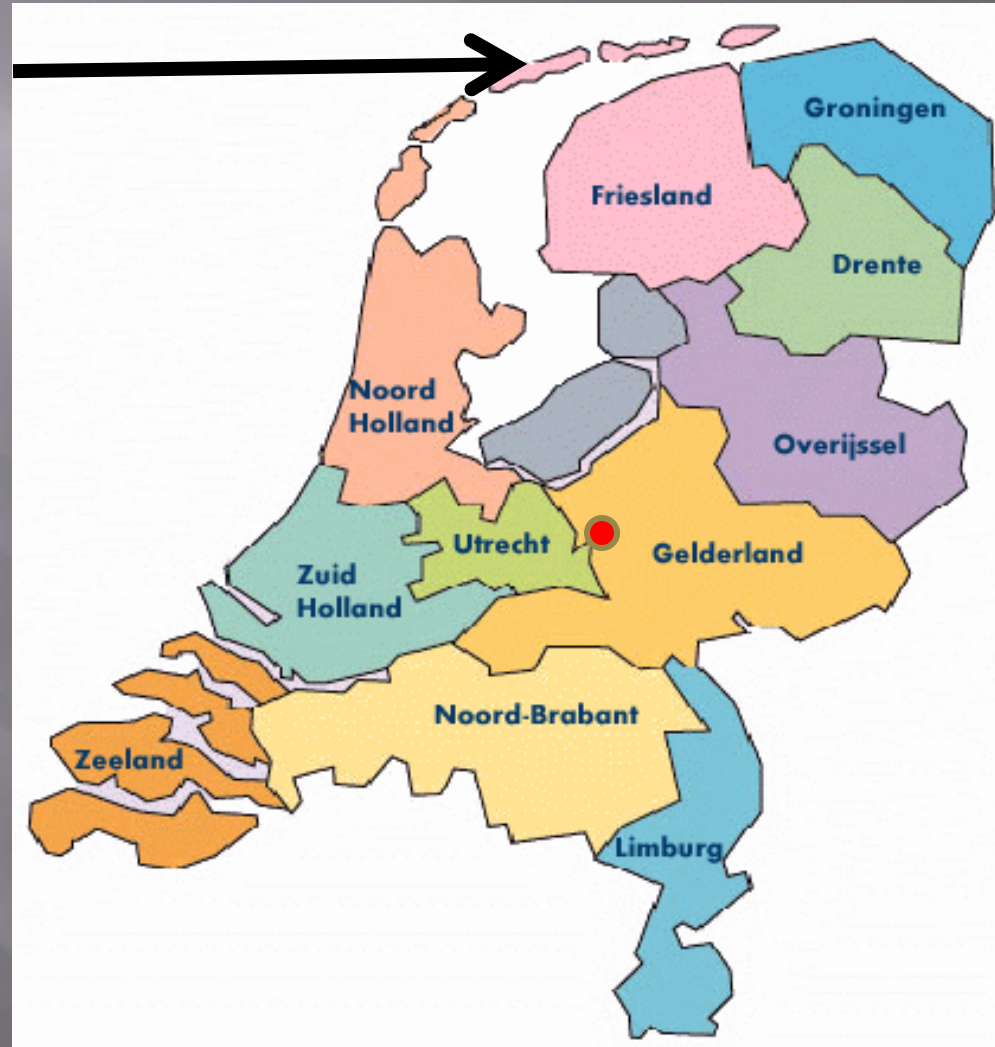 Groningen
Friesland
Drente
Noord
Holland
Overijssel
Utrecht
Gelderland
Zuid
Holland
Noord-Brabant
Zeeland
Limburg